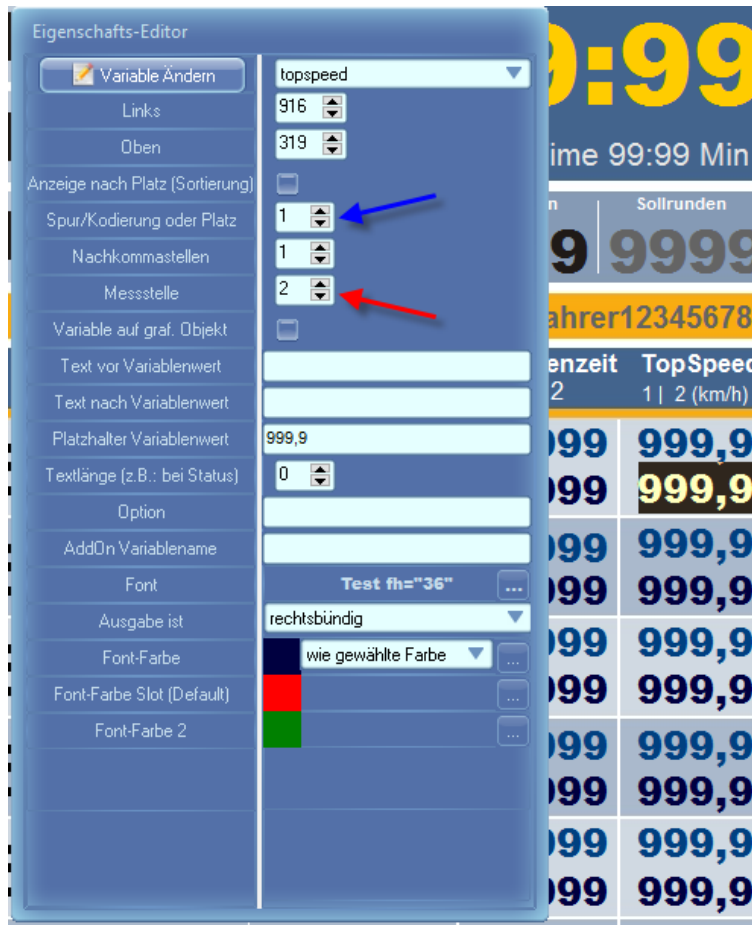 Eigenschafts-Editor
Variable Ändern topspeed
Links 916
Oben 319
Anzeige nach Platz (Sortierung)
Spur/Kodierung oder Platz 1
Nachkommastellen 1
Messstelle 2
Variable auf graf. Objekt
Text vor Variablenwert
Text nach Variablenwert
Platzhalter Variablenwert 999,9
Textlänge (z.B.: bei Status) 0
Option
AddOn Variablename
Font Test fh="36" ...
Ausgabe ist rechtsbündig
Font-Farbe wie gewählte Farbe ...
Font-Farbe Slot (Default) ...
Font-Farbe 2 ...
9:99
ime 99:99 Min
n Sollrunden
9 9999
ahrer12345678
enzeit TopSpeed
2 1 | 2 (km/h)
999 999,9
999 999,9
999 999,9
999 999,9
999 999,9
999 999,9
999 999,9
999 999,9
999 999,9
999 999,9